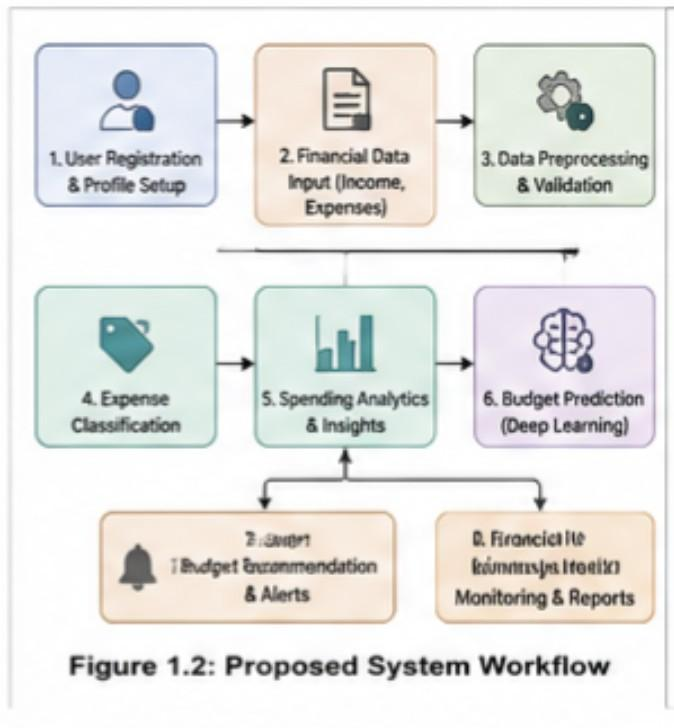 1. User Registration
& Profile Setup
2. Financial Data
Input (Income,
Expenses)
3. Data Preprocessing
& Validation
4. Expense
Classification
5. Spending Analytics
& Insights
6. Budget Prediction
(Deep Learning)
Budget
& Alerts
Monitoring & Reports
Figure 1.2: Proposed System Workflow